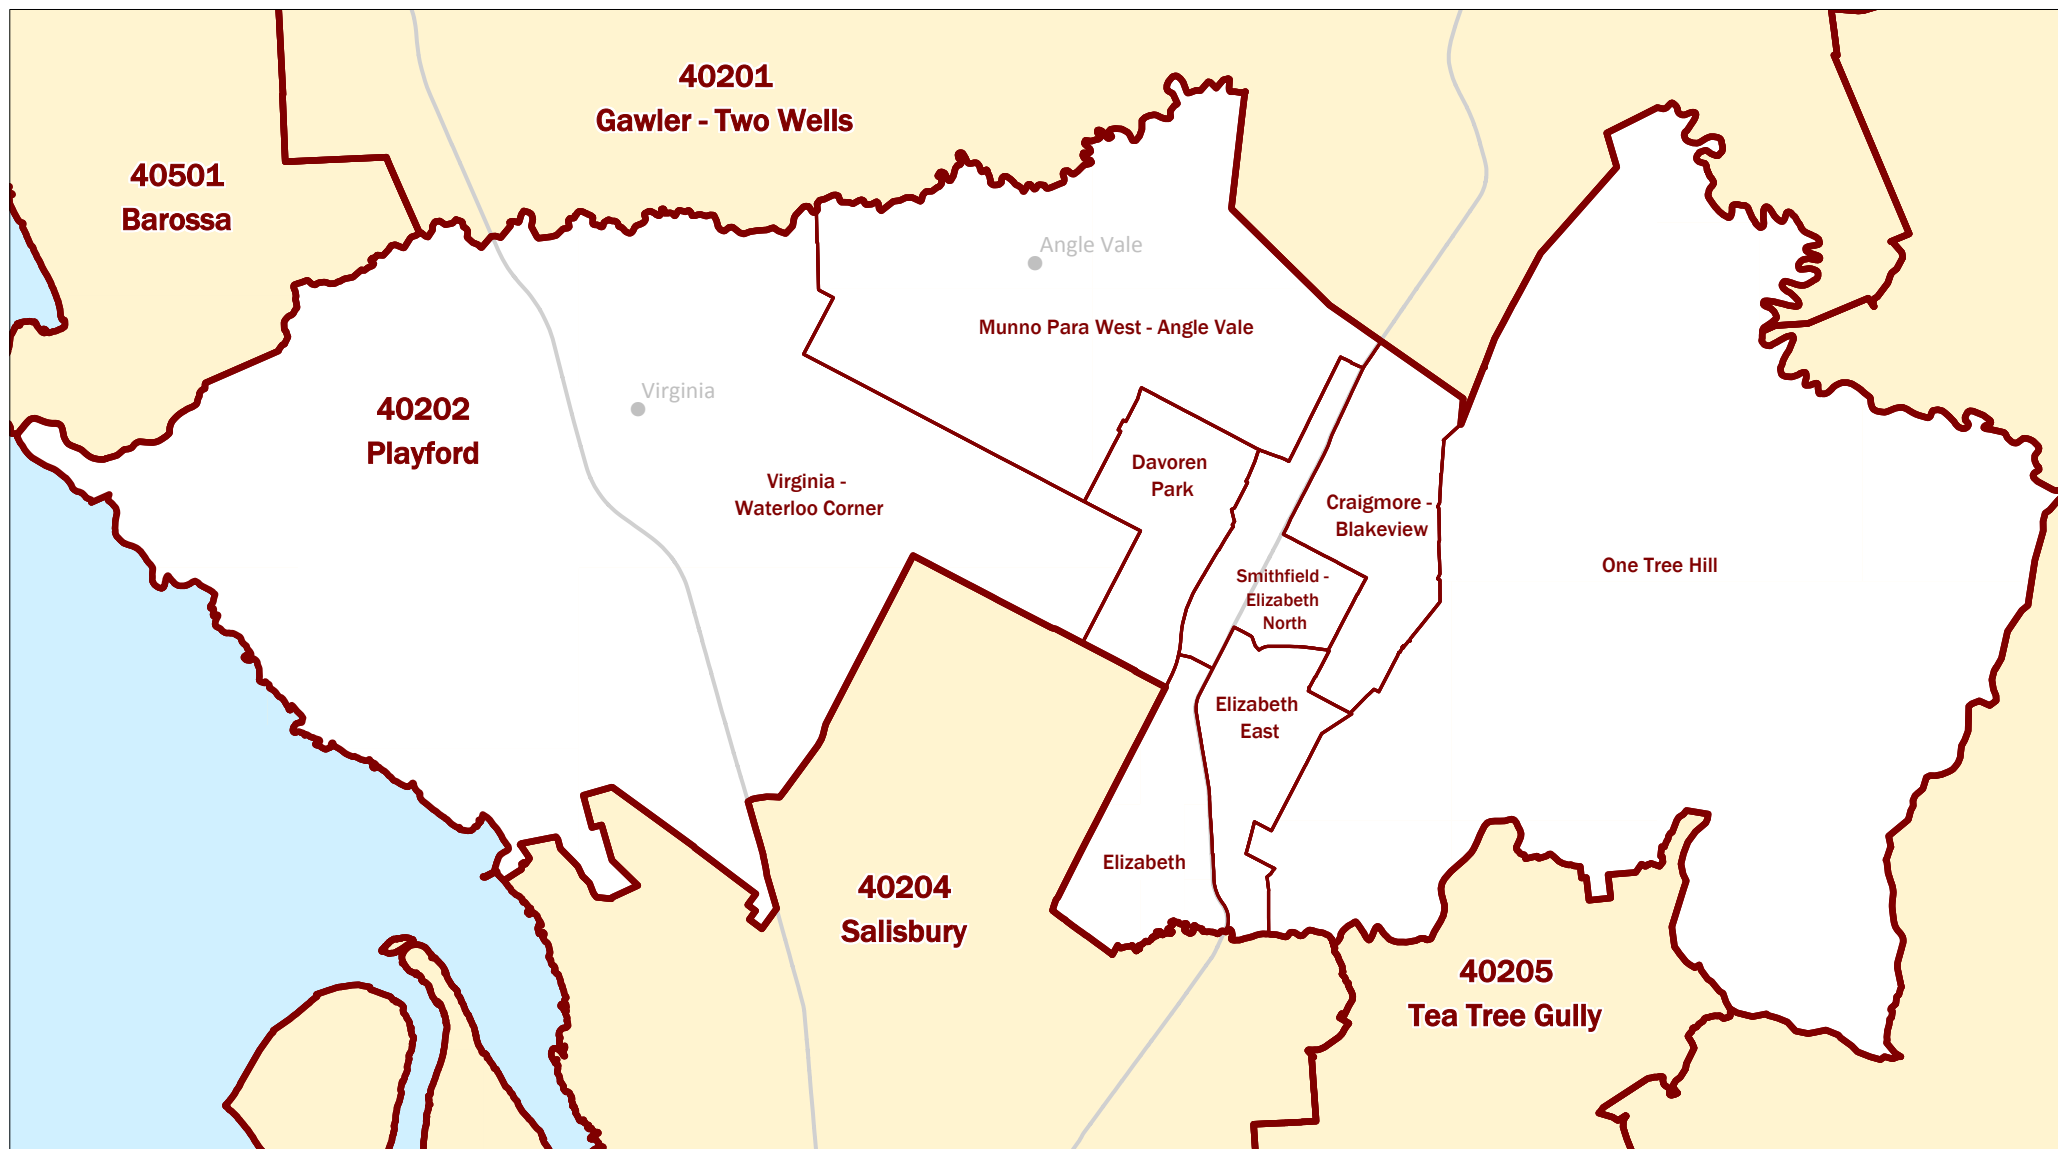 40201
Gawler - Two Wells
40501
Barossa
Angle Vale
Munno Para West - Angle Vale
Virginia
40202
Playford
Davoren
Park
Virginia -
Waterloo Corner
Craigmore -
Blakeview
One Tree Hill
Smithfield -
Elizabeth
North
Elizabeth
East
Elizabeth
40204
Salisbury
40205
Tea Tree Gully